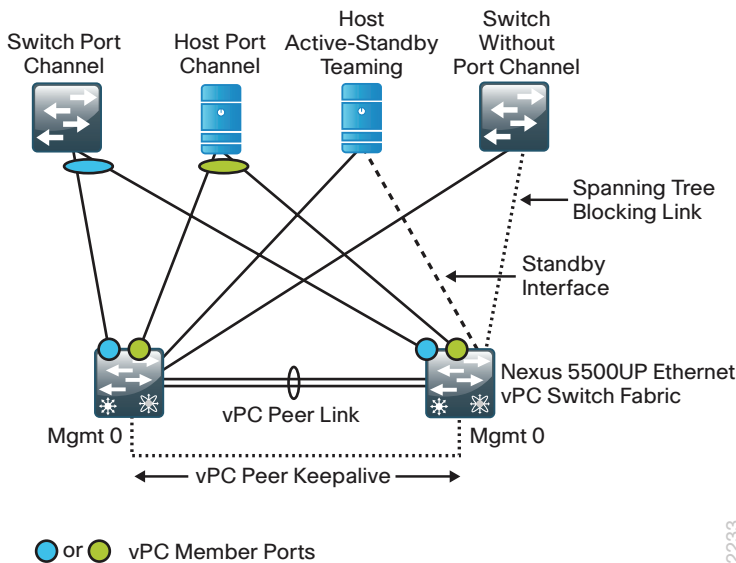 Switch Port
Channel
Host Port
Channel
Host
Active-Standby
Teaming
Switch
Without
Port Channel
Spanning Tree
Blocking Link
Standby
Interface
Nexus 5500UP Ethernet
vPC Switch Fabric
vPC Peer Link
Mgmt 0
Mgmt 0
vPC Peer Keepalive
or
vPC Member Ports
2233